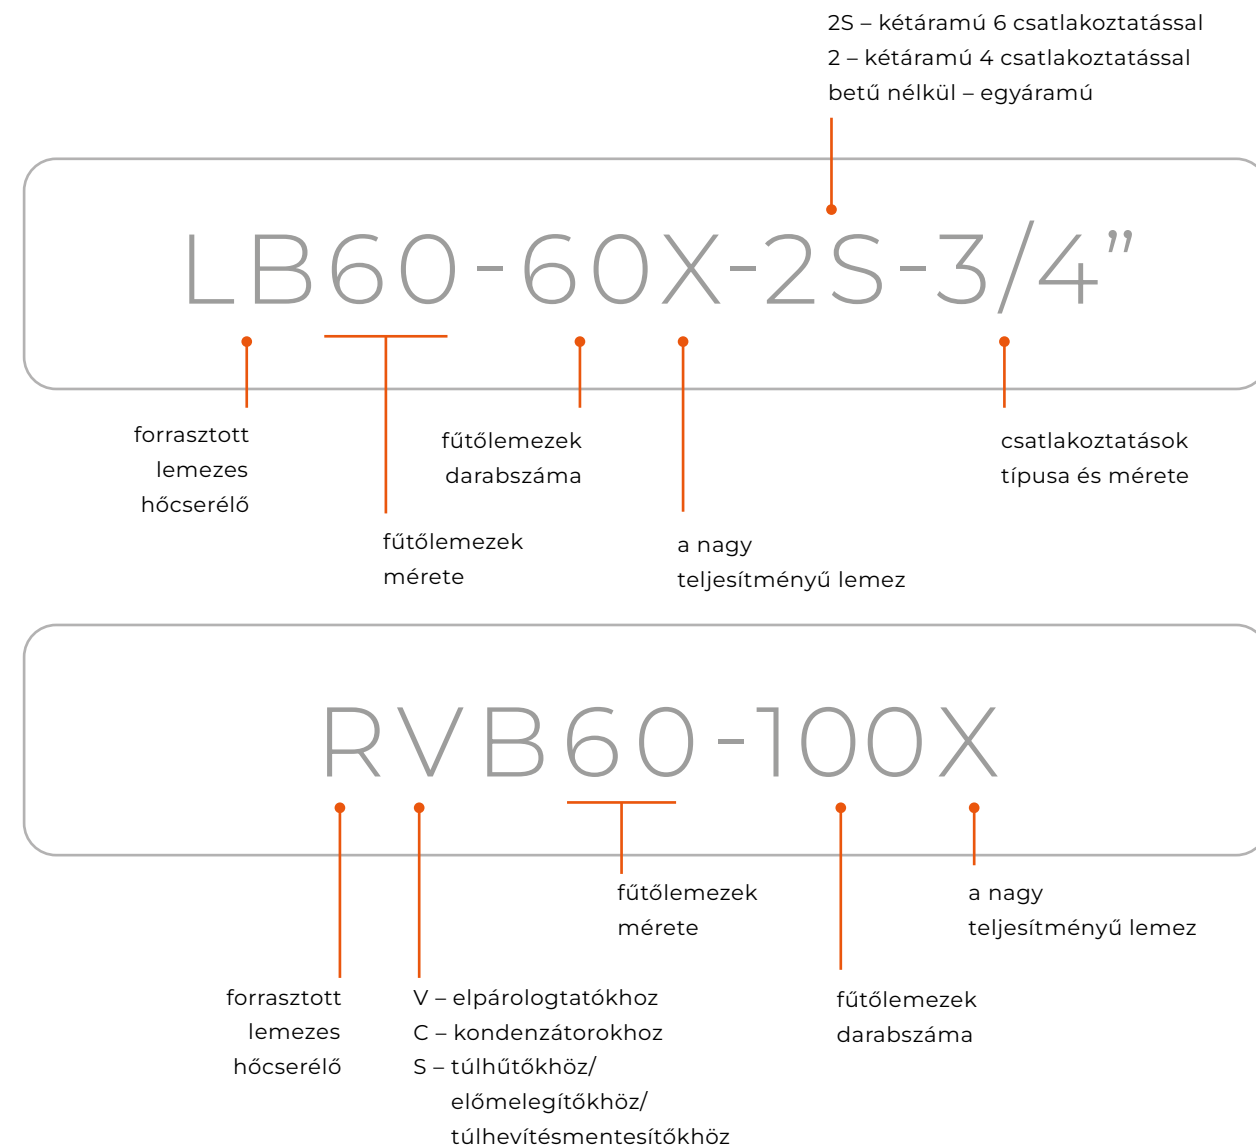 2S – kétáramú 6 csatlakoztatással
2 – kétáramú 4 csatlakoztatással
betű nélkül – egyáramú
LB60-60X-2S-3/4”
forrasztott
lemezes
hőcserélő
fűtőlemezek
mérete
fűtőlemezek
darabszáma
a nagy
teljesítményű lemez
csatlakoztatások
típusa és mérete
RVB60-100X
forrasztott
lemezes
hőcserélő
V – elpárologtatókhoz
C – kondenzátorokhoz
S – túlhűtőkhöz/
előmelegítőkhöz/
túlhevítésmentesítőkhöz
fűtőlemezek
mérete
fűtőlemezek
darabszáma
a nagy
teljesítményű lemez